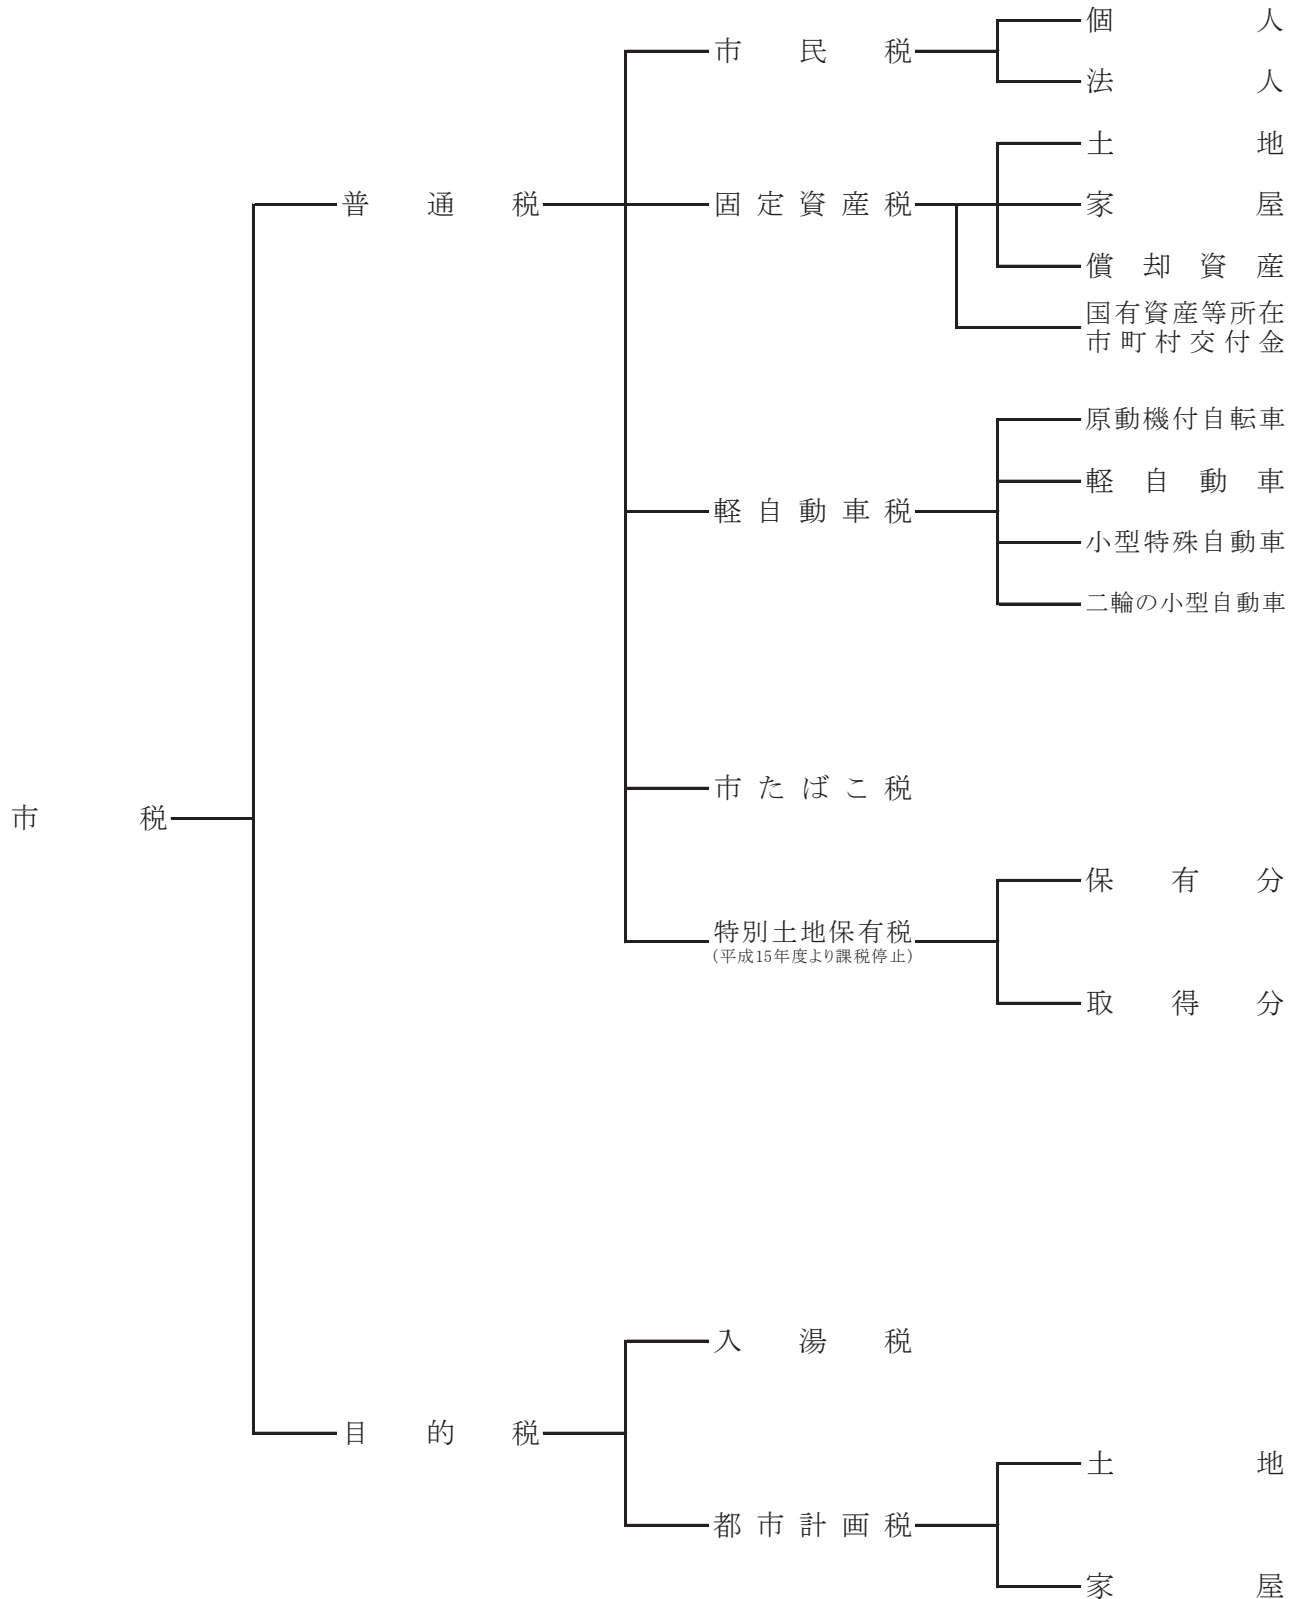 市税
普通税
市民税
個人
法人
固定資産税
土地
家屋
償却資産
国有資産等所在
市町村交付金
軽自動車税
原動機付自転車
軽自動車
小型特殊自動車
二輪の小型自動車
市たばこ税
特別土地保有税
(平成15年度より課税停止)
保有分
取得分
目的税
入湯税
都市計画税
土地
家屋